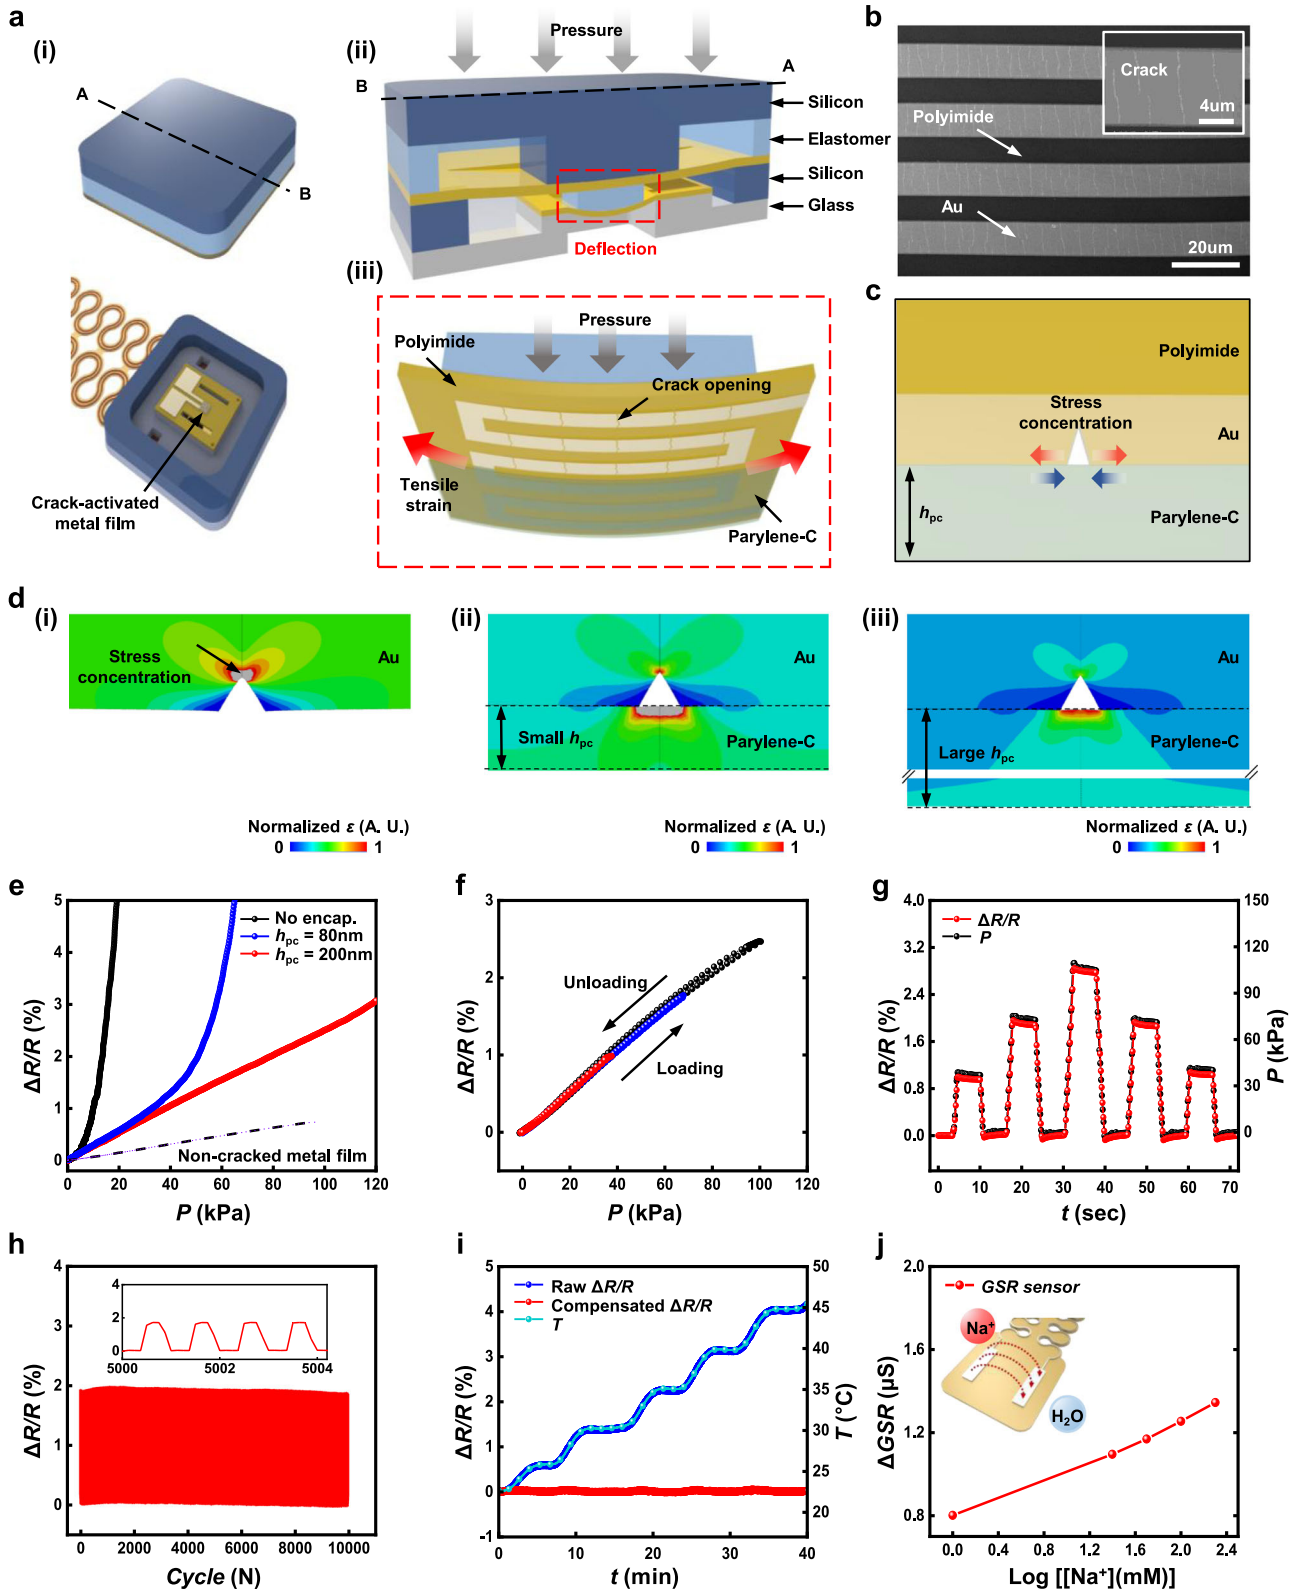 a
(i)
A
B
Crack-activated
metal film
(ii)
Pressure
A
B
Silicon
Elastomer
Silicon
Glass
Deflection
(iii)
Pressure
Polyimide
Crack opening
Tensile
strain
Parylene-C
b
Crack
4um
Polyimide
Au
20um
c
Polyimide
Stress
concentration
Au
hpc
Parylene-C
d
(i)
Stress
concentration
Au
Normalized ε (A. U.)
0 1
(ii)
Au
Small hpc
Parylene-C
Normalized ε (A. U.)
0 1
(iii)
Au
Large hpc
Parylene-C
Normalized ε (A. U.)
0 1
e
ΔR/R (%)
5
4
3
2
1
0
No encap.
hpc = 80nm
hpc = 200nm
Non-cracked metal film
0 20 40 60 80 100 120
P (kPa)
f
ΔR/R (%)
3
2
1
0
Unloading
Loading
0 20 40 60 80 100
P (kPa)
g
ΔR/R (%)
4.0
3.2
2.4
1.6
0.8
0.0
ΔR/R
P
150
120
90
60
30
0
P (kPa)
0 10 20 30 40 50 60 70
t (sec)
h
ΔR/R (%)
4
3
2
1
0
4
2
0
5000 5002 5004
0 2000 4000 6000 8000 10000
Cycle (N)
i
ΔR/R (%)
5
4
3
2
1
0
-1
Raw ΔR/R
Compensated ΔR/R
T
50
45
40
35
30
25
20
T (°C)
0 10 20 30 40
t (min)
j
ΔGSR (µS)
2.0
1.6
1.2
0.8
GSR sensor
Na+
H2O
0.0 0.4 0.8 1.2 1.6 2.0 2.4
Log [[Na+](mM)]